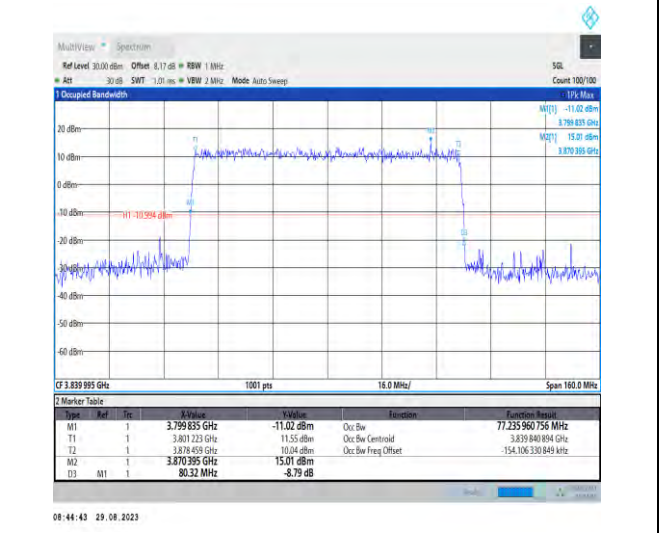 MultiView Spectrum
Ref Level 30.00 dBm Offset 8.17 dB RBW 1 MHz SGL
Att 30 dB SWT 1.01 ms VBW 2 MHz Mode Auto Sweep Count 100/100
1 Occupied Bandwidth 1Pk Max
M1[1] -11.02 dBm
3.799 835 GHz
M2[1] 15.01 dBm
3.870 395 GHz
20 dBm
10 dBm
0 dBm
-10 dBm
H1 -10.994 dBm
-20 dBm
-30 dBm
-40 dBm
-50 dBm
-60 dBm
CF 3.839 995 GHz 1001 pts 16.0 MHz/ Span 160.0 MHz
2 Marker Table
Type Ref Trc X-Value Y-Value Function Function Result
M1 1 3.799 835 GHz -11.02 dBm Occ Bw 77.235 960 756 MHz
T1 1 3.801 223 GHz 11.55 dBm Occ Bw Centroid 3.839 840 894 GHz
T2 1 3.878 459 GHz 10.04 dBm Occ Bw Freq Offset -154.106 330 849 kHz
M2 1 3.870 395 GHz 15.01 dBm
D3 M1 1 80.32 MHz -8.79 dB
08:44:43 29.08.2023